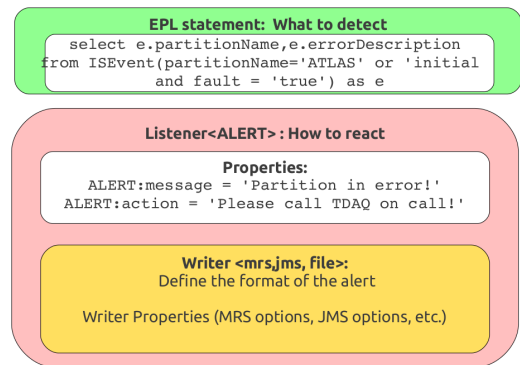 EPL statement: What to detect
select e.partitionName,e.errorDescription
from ISEvent(partitionName='ATLAS' or 'initial
and fault = 'true') as e
Listener<ALERT> : How to react
Properties:
ALERT:message = 'Partition in error!'
ALERT:action = 'Please call TDAQ on call!'
Writer <mrs,jms, file>:
Define the format of the alert
Writer Properties (MRS options, JMS options, etc.)